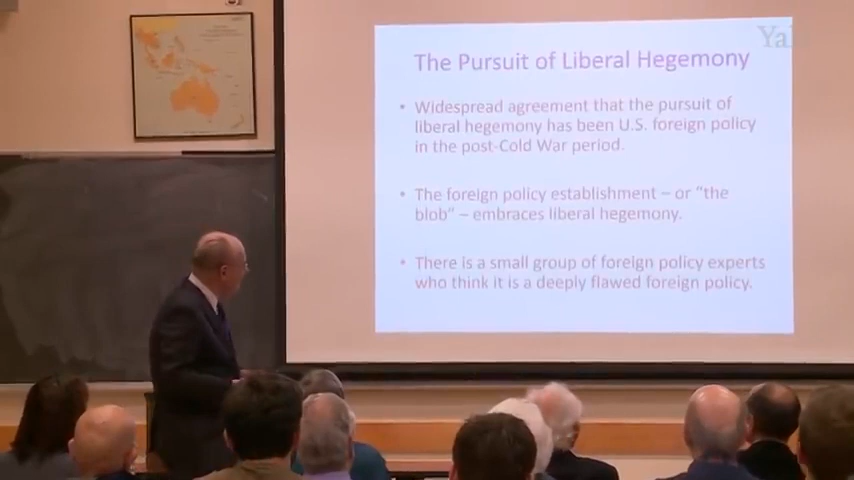 The Pursuit of Liberal Hegemony
• Widespread agreement that the pursuit of
liberal hegemony has been U.S. foreign policy
in the post-Cold War period.
• The foreign policy establishment – or “the
blob” – embraces liberal hegemony.
• There is a small group of foreign policy experts
who think it is a deeply flawed foreign policy.